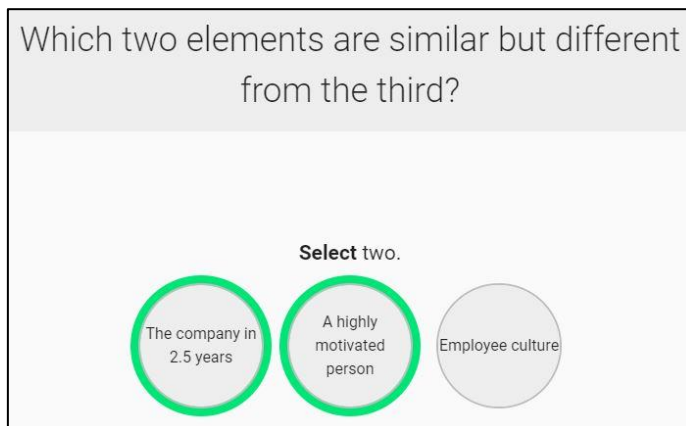 Which two elements are similar but different
from the third?
Select two.
The company in
2.5 years
A highly
motivated
person
Employee culture